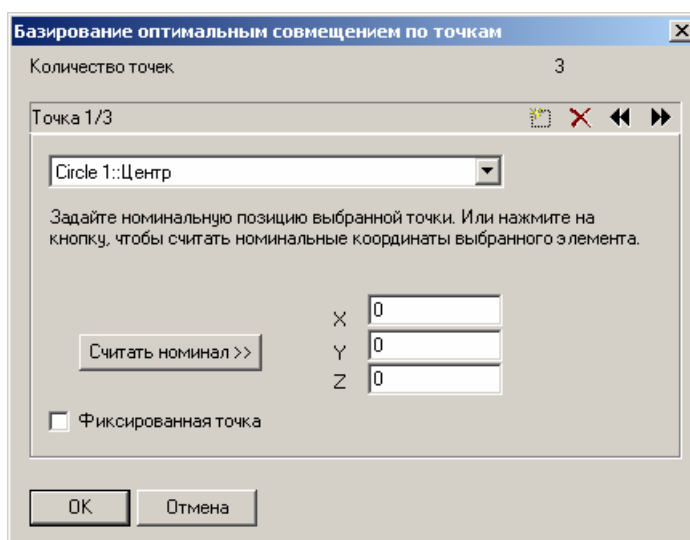 Базирование оптимальным совмещением по точкам
Количество точек 3
Точка 1/3
Circle 1::Центр
Задайте номинальную позицию выбранной точки. Или нажмите на
кнопку, чтобы считать номинальные координаты выбранного элемента.
X 0
Считать номинал >> Y 0
Z 0
Фиксированная точка
OK Отмена